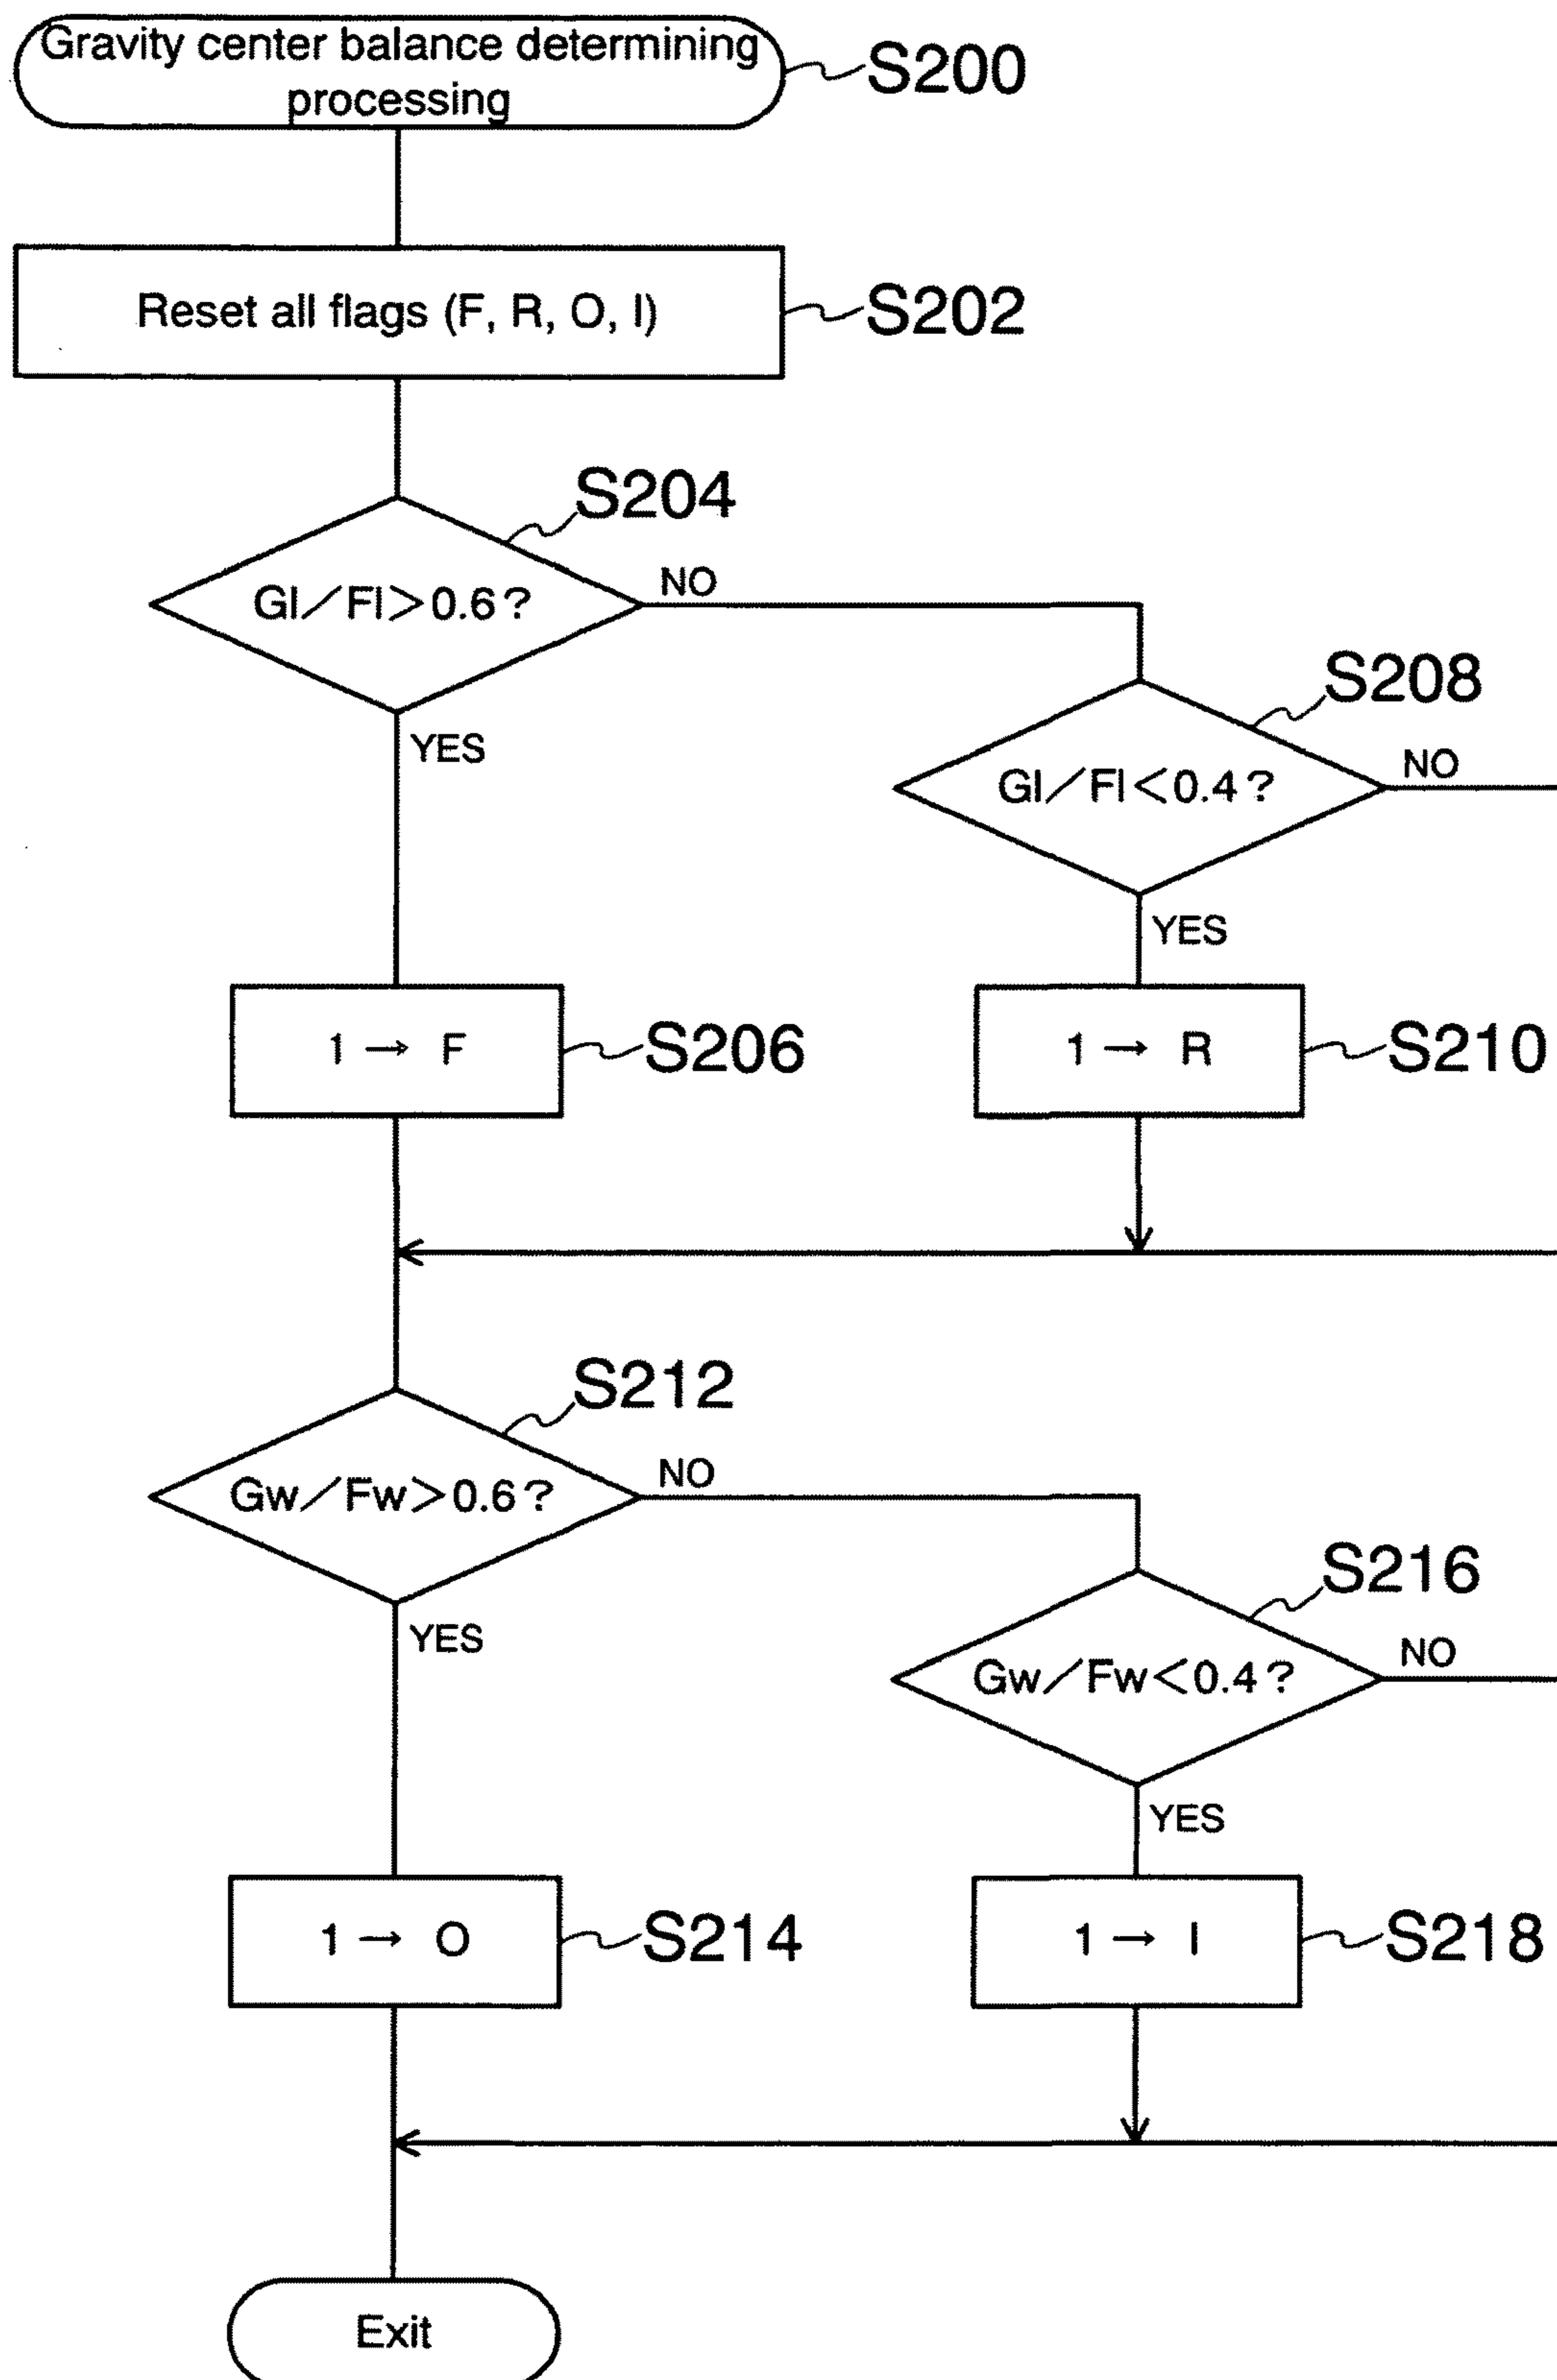 Gravity center balance determining
processing
S200
Reset all flags (F, R, O, I)
S202
S204
Gl/Fl>0.6?
NO
YES
S208
Gl/Fl<0.4?
NO
YES
1 → F
S206
1 → R
S210
S212
Gw/Fw>0.6?
NO
YES
S216
Gw/Fw<0.4?
NO
YES
1 → O
S214
1 → I
S218
Exit